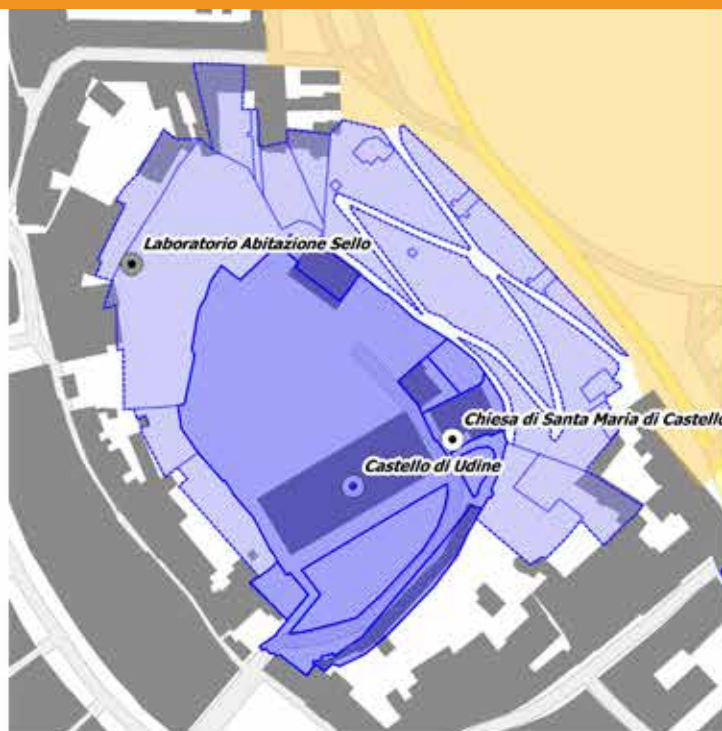 Laboratorio Abitazione Sello
Chiesa di Santa Maria di Castello
Castello di Udine